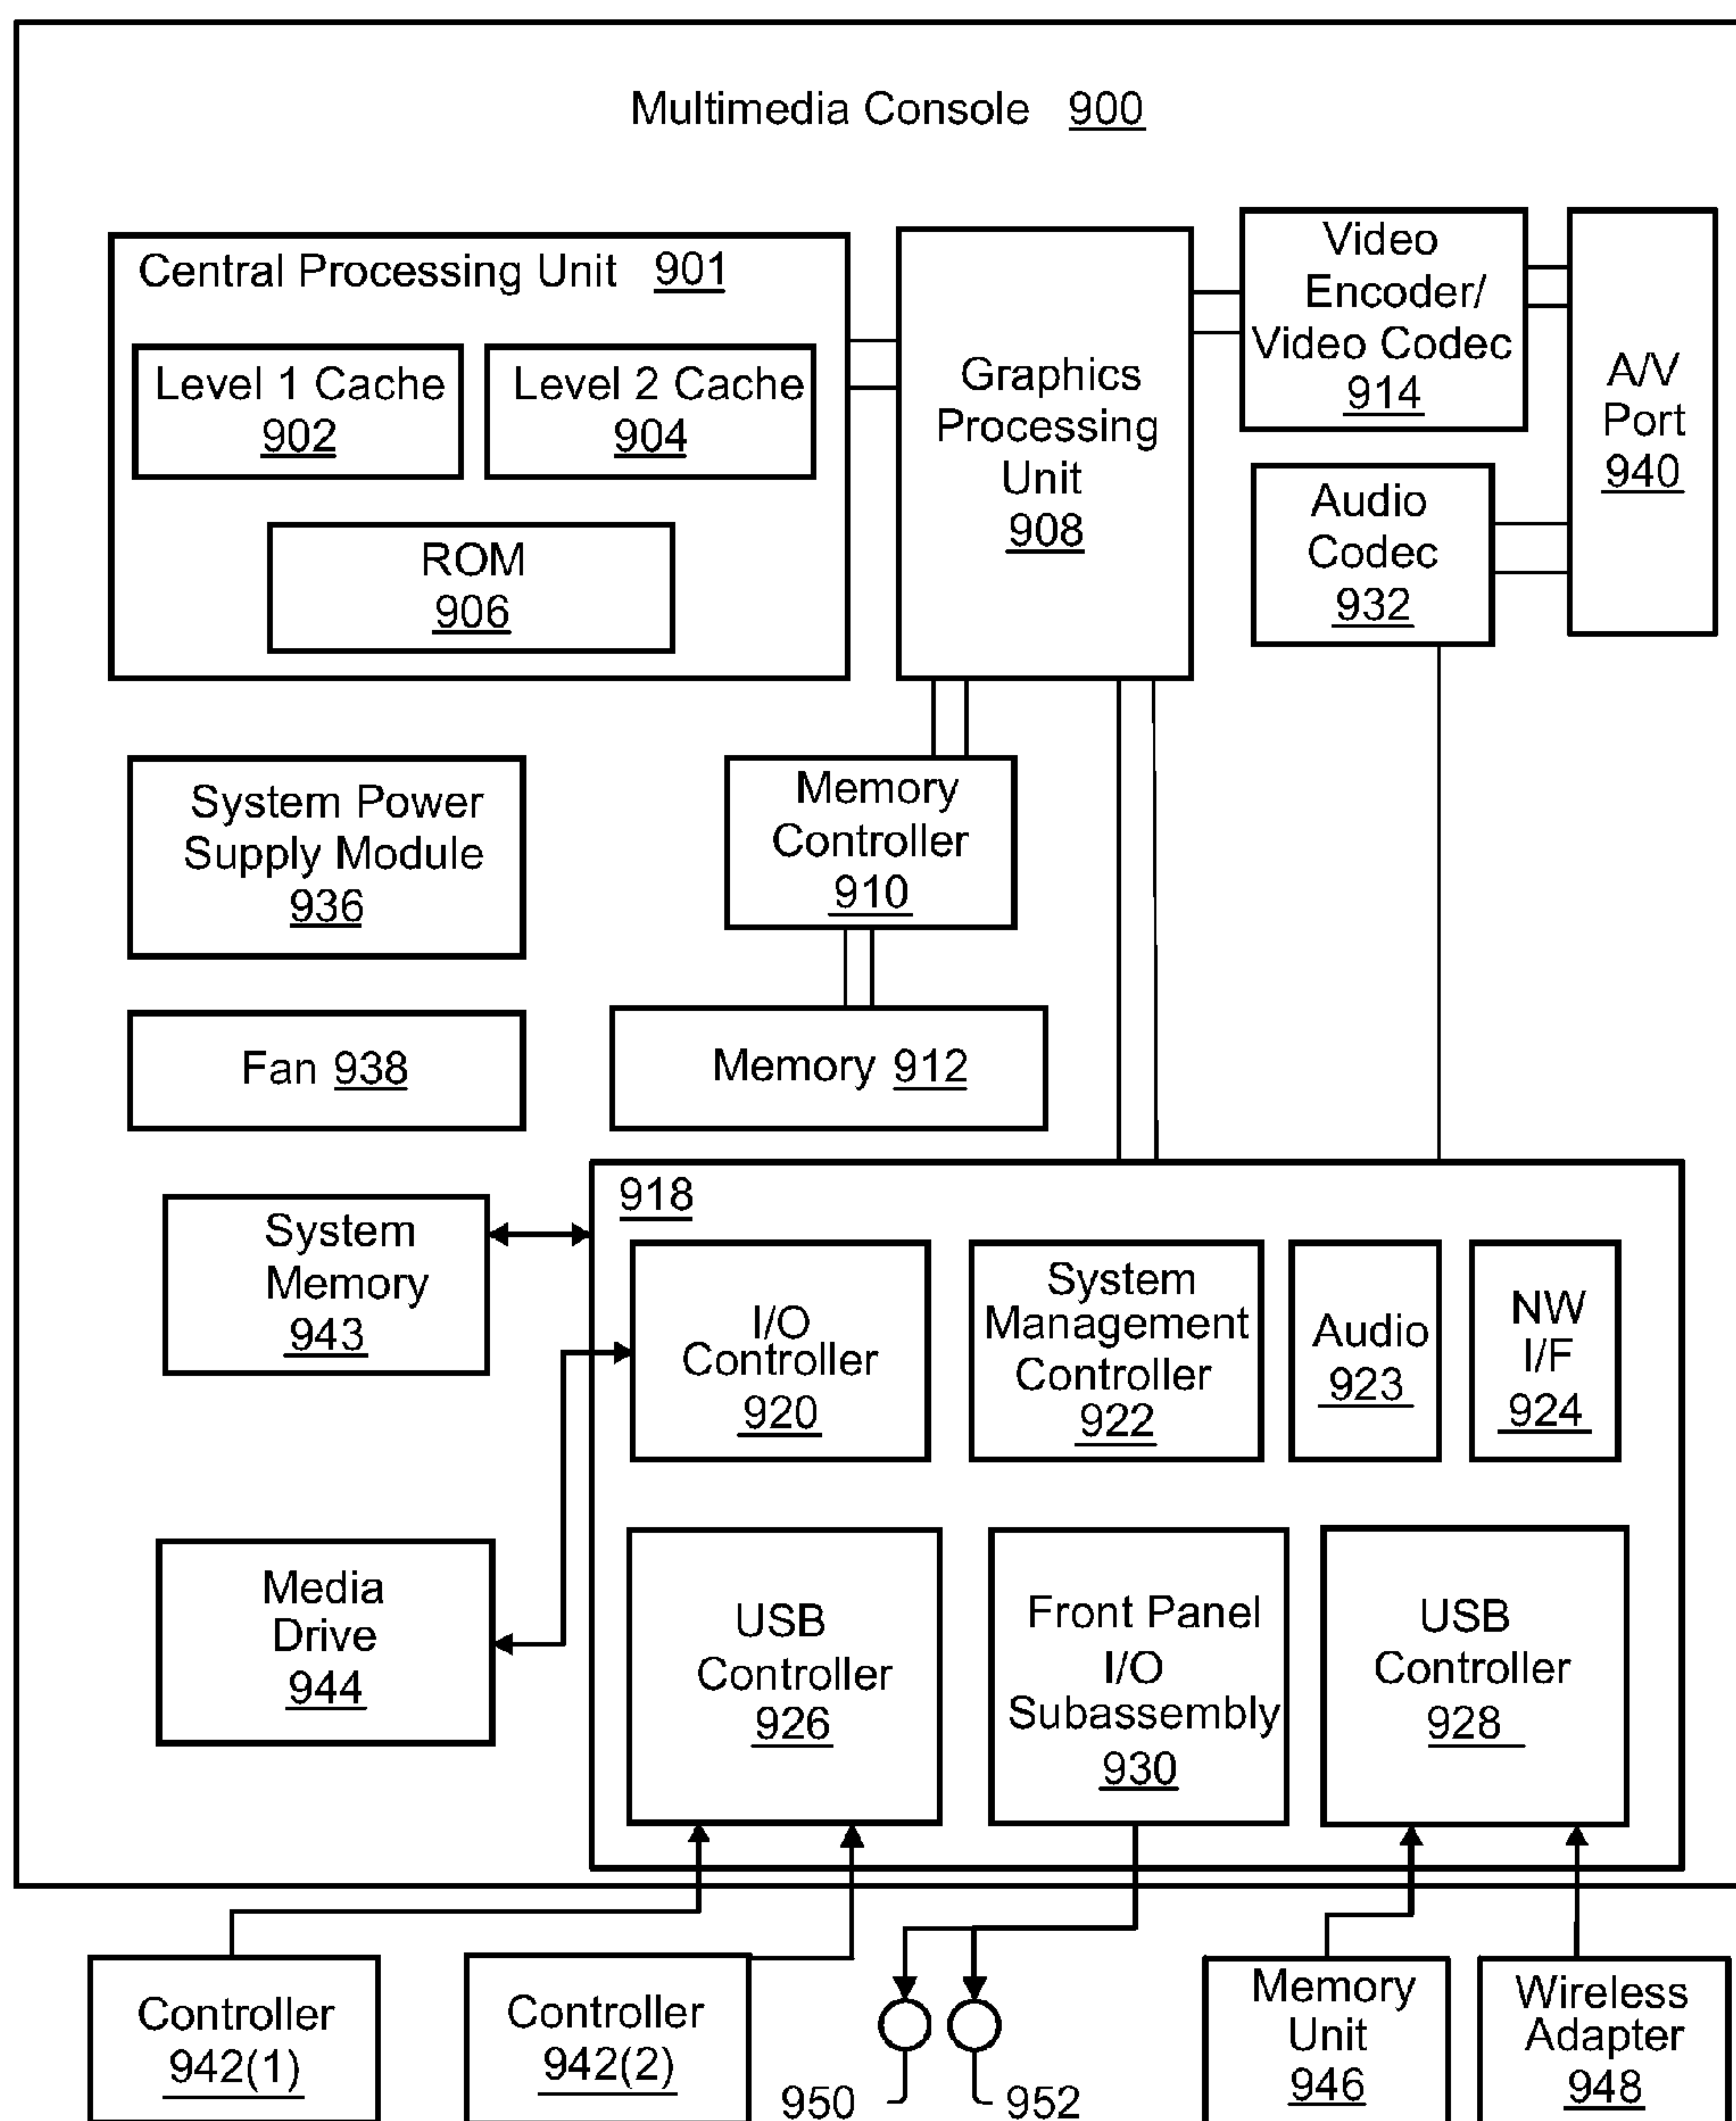 Multimedia Console 900
Central Processing Unit 901
Level 1 Cache
902
Level 2 Cache
904
ROM
906
Graphics
Processing
Unit
908
Video
Encoder/
Video Codec
914
A/V
Port
940
Audio
Codec
932
System Power
Supply Module
936
Memory
Controller
910
Fan 938
Memory 912
918
System
Memory
943
I/O
Controller
920
System
Management
Controller
922
Audio
923
NW
I/F
924
Media
Drive
944
USB
Controller
926
Front Panel
I/O
Subassembly
930
USB
Controller
928
Controller
942(1)
Controller
942(2)
950
952
Memory
Unit
946
Wireless
Adapter
948